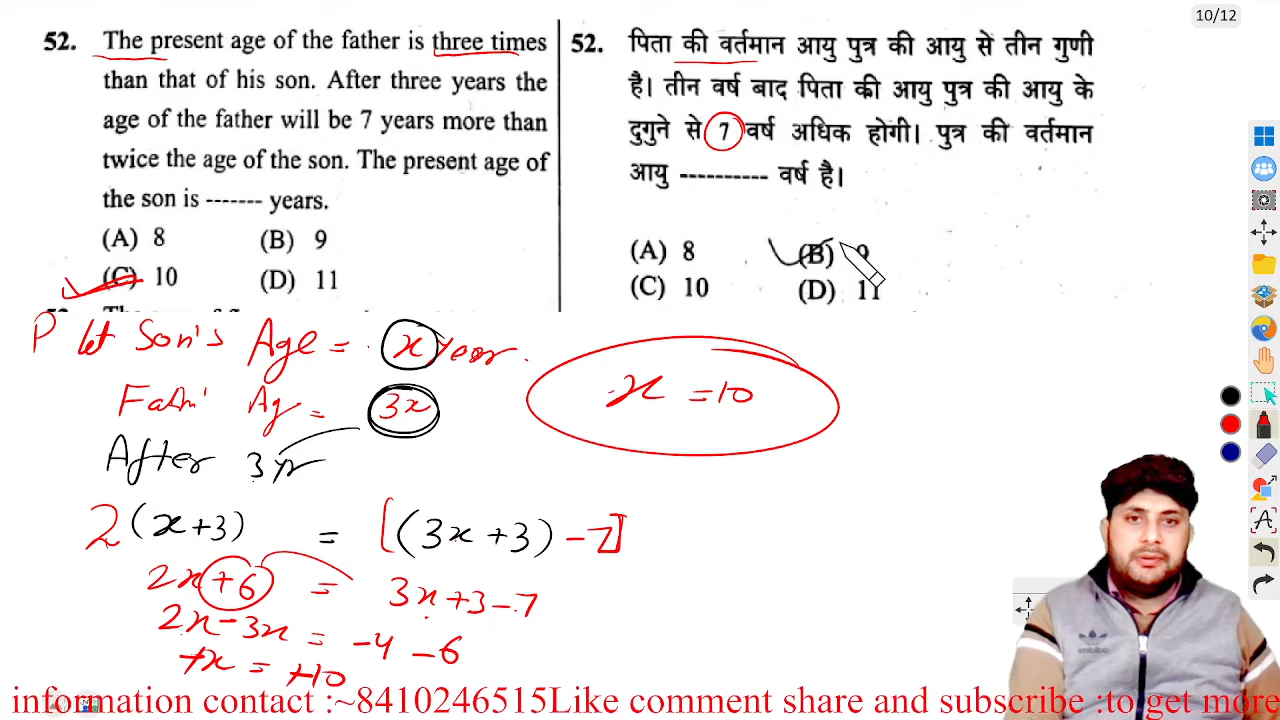 10/12
52. The present age of the father is three times
than that of his son. After three years the
age of the father will be 7 years more than
twice the age of the son. The present age of
the son is ------- years.
(A) 8 (B) 9
(C) 10 (D) 11
52. पिता की वर्तमान आयु पुत्र की आयु से तीन गुणी
है। तीन वर्ष बाद पिता की आयु पुत्र की आयु के
दुगुने से 7 वर्ष अधिक होगी। पुत्र की वर्तमान
आयु ---------- वर्ष है।
(A) 8 (B) 9
(C) 10 (D) 11
let Son's Age = x year.
Age = 3x
After 3 yr
2(x+3) = [(3x+3)-7]
2x+6 = 3x+3-7
2x-3x = -4-6
+x = +10
x = 10
information contact :~8410246515Like comment share and subscribe :to get more